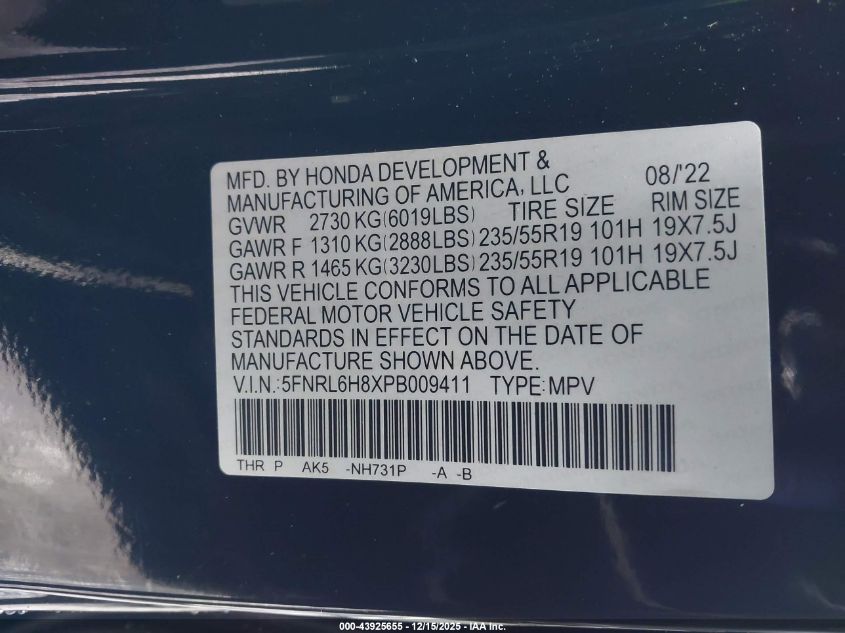 MFD. BY HONDA DEVELOPMENT & 08/'22
MANUFACTURING OF AMERICA, LLC
GVWR 2730 KG(6019LBS) TIRE SIZE RIM SIZE
GAWR F 1310 KG(2888LBS) 235/55R19 101H 19X7.5J
GAWR R 1465 KG(3230LBS) 235/55R19 101H 19X7.5J
THIS VEHICLE CONFORMS TO ALL APPLICABLE
FEDERAL MOTOR VEHICLE SAFETY
STANDARDS IN EFFECT ON THE DATE OF
MANUFACTURE SHOWN ABOVE.
V.I.N.:5FNRL6H8XPB009411 TYPE:MPV
THR P AK5 -NH731P -A -B
000-43925655 - 12/15/2025 - IAA Inc.